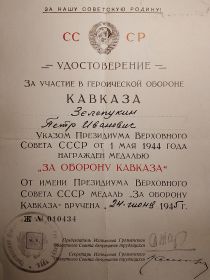 ЗА НАШУ СОВЕТСКУЮ РОДИНУ!
СС СР
УДОСТОВЕРЕНИЕ
ЗА УЧАСТИЕ В ГЕРОИЧЕСКОЙ ОБОРОНЕ
КАВКАЗА
Залепукин
Петр Иванович
УКАЗОМ ПРЕЗИДИУМА ВЕРХОВНОГО
СОВЕТА СССР ОТ 1 МАЯ 1944 ГОДА
НАГРАЖДЕН МЕДАЛЬЮ
„ЗА ОБОРОНУ КАВКАЗА"
ОТ ИМЕНИ ПРЕЗИДИУМА ВЕРХОВНОГО
СОВЕТА СССР МЕДАЛЬ „ЗА ОБОРОНУ
КАВКАЗА" ВРУЧЕНА 24 июня 1945 г.
Ж № 010434